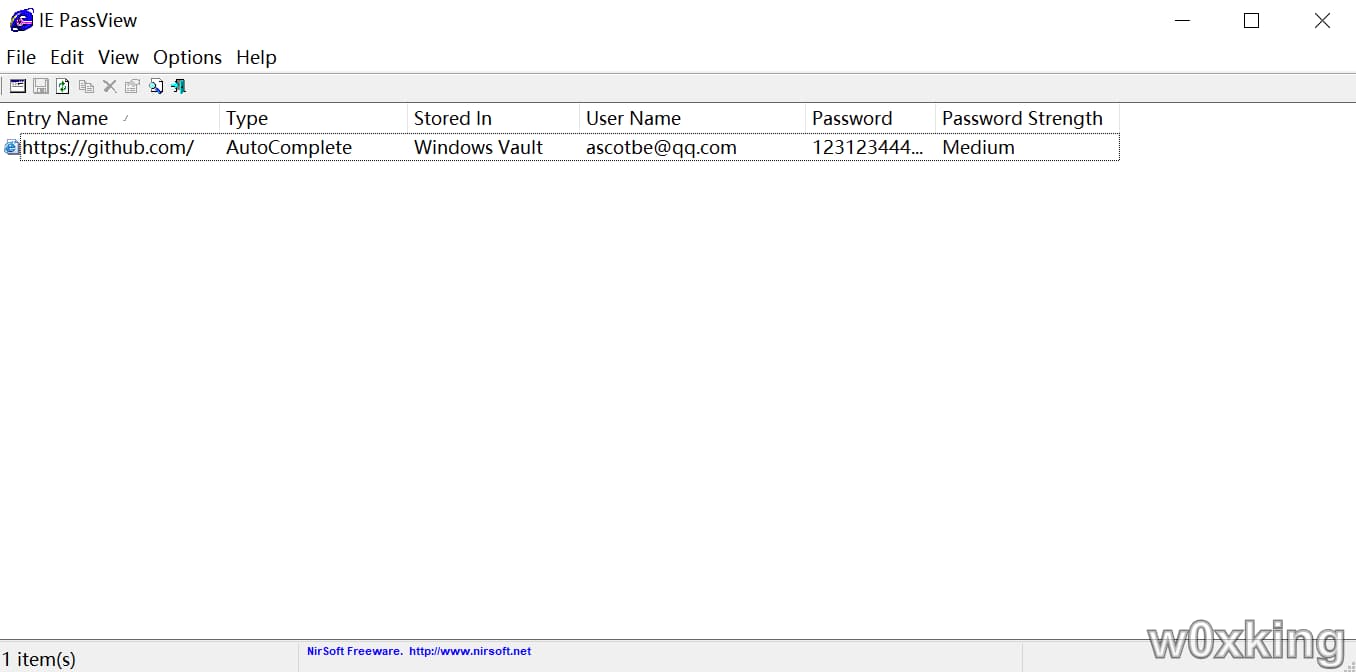 IE PassView
File Edit View Options Help
Entry Name Type Stored In User Name Password Password Strength
https://github.com/ AutoComplete Windows Vault ascotbe@qq.com 123123444... Medium
1 item(s) NirSoft Freeware. http://www.nirsoft.net
w0xking